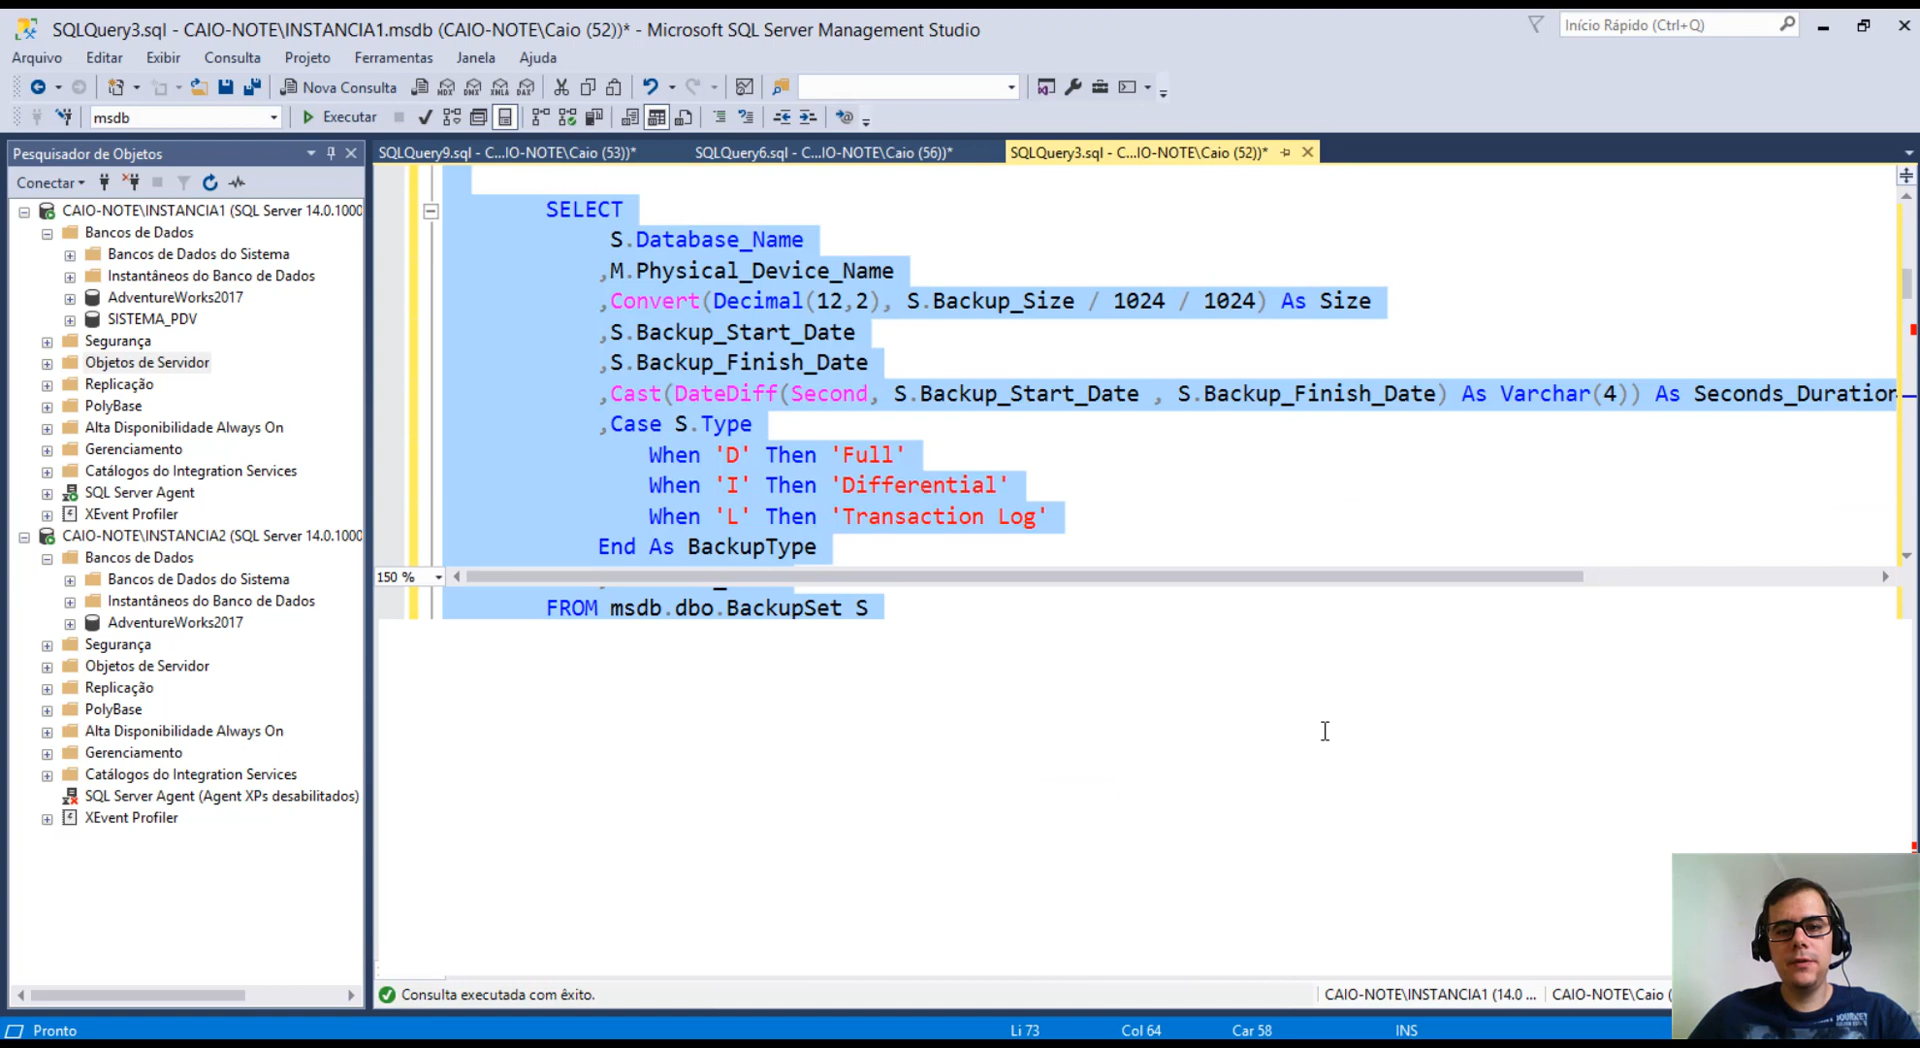 SQLQuery3.sql - CAIO-NOTE\INSTANCIA1.msdb (CAIO-NOTE\Caio (52))* - Microsoft SQL Server Management Studio
Início Rápido (Ctrl+Q)
Arquivo Editar Exibir Consulta Projeto Ferramentas Janela Ajuda
Nova Consulta MDX DMX XMLA DAX
msdb Executar
Pesquisador de Objetos
SQLQuery9.sql - C...IO-NOTE\Caio (53))* SQLQuery6.sql - C...IO-NOTE\Caio (56))* SQLQuery3.sql - C...IO-NOTE\Caio (52))*
Conectar
CAIO-NOTE\INSTANCIA1 (SQL Server 14.0.1000
Bancos de Dados
Bancos de Dados do Sistema
Instantâneos do Banco de Dados
AdventureWorks2017
SISTEMA_PDV
Segurança
Objetos de Servidor
Replicação
PolyBase
Alta Disponibilidade Always On
Gerenciamento
Catálogos do Integration Services
SQL Server Agent
XEvent Profiler
CAIO-NOTE\INSTANCIA2 (SQL Server 14.0.1000
Bancos de Dados
Bancos de Dados do Sistema
Instantâneos do Banco de Dados
AdventureWorks2017
Segurança
Objetos de Servidor
Replicação
PolyBase
Alta Disponibilidade Always On
Gerenciamento
Catálogos do Integration Services
SQL Server Agent (Agent XPs desabilitados)
XEvent Profiler
SELECT
S.Database_Name
,M.Physical_Device_Name
,Convert(Decimal(12,2), S.Backup_Size / 1024 / 1024) As Size
,S.Backup_Start_Date
,S.Backup_Finish_Date
,Cast(DateDiff(Second, S.Backup_Start_Date , S.Backup_Finish_Date) As Varchar(4)) As Seconds_Duration
,Case S.Type
When 'D' Then 'Full'
When 'I' Then 'Differential'
When 'L' Then 'Transaction Log'
End As BackupType
150 %
FROM msdb.dbo.BackupSet S
Consulta executada com êxito. CAIO-NOTE\INSTANCIA1 (14.0 ... CAIO-NOTE\Caio (
Pronto Li 73 Col 64 Car 58 INS